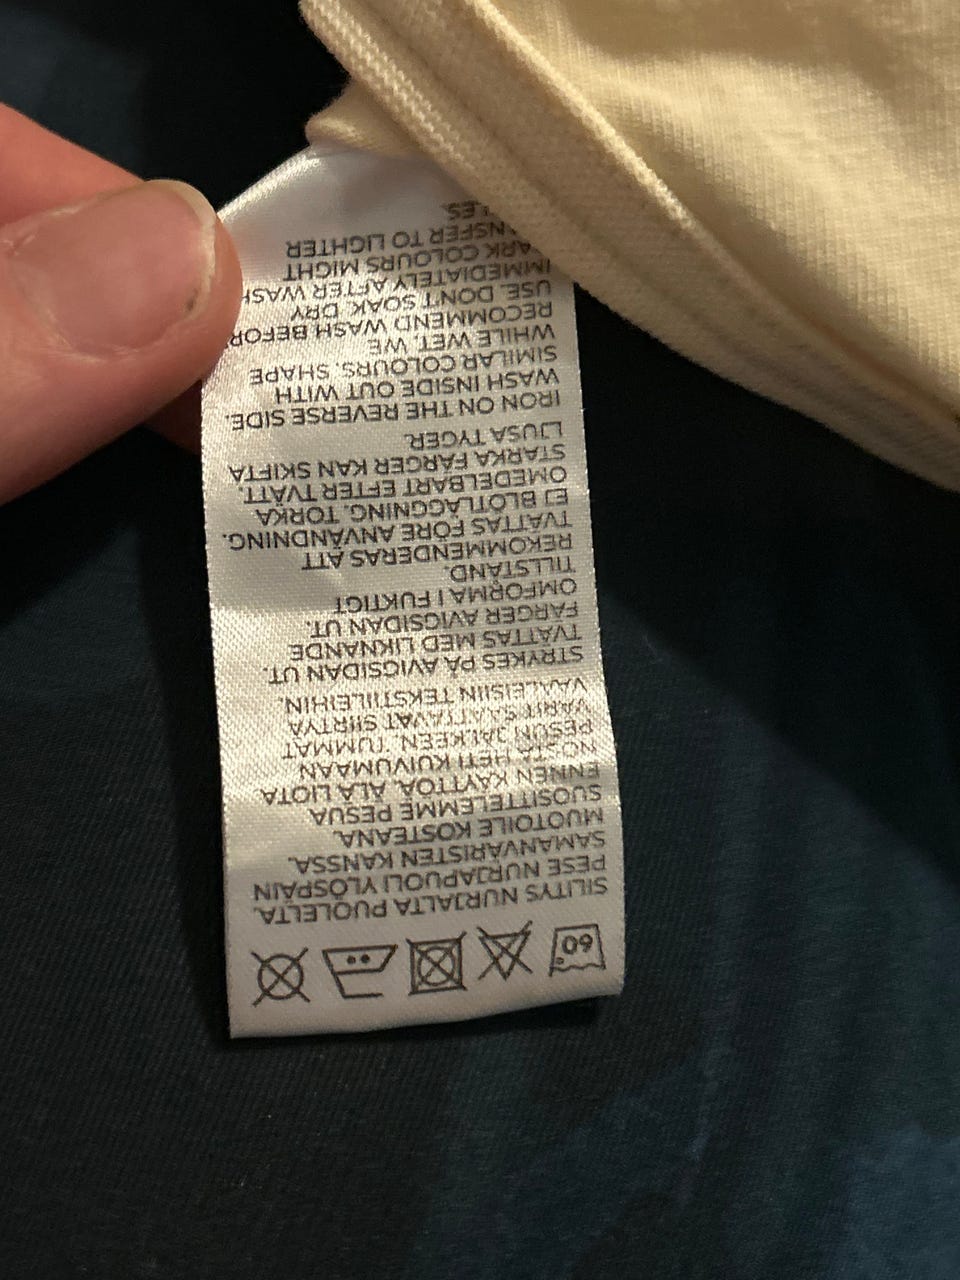 60
SILITYS NURJALTA PUOLELTA.
PESE NURJAPUOLI YLÖSPÄIN
SAMANVÄRISTEN KANSSA.
MUOTOILE KOSTEANA.
SUOSITTELEMME PESUA
ENNEN KÄYTTÖÄ. ÄLÄ LIOTA
NOSTA HETI KUIVUMAAN
PESUN JÄLKEEN. TUMMAT
VÄRIT SAATTAVAT SIIRTYÄ
VAALEISIIN TEKSTIILEIHIN.
STRYKES PÅ AVIGSIDAN UT.
TVÄTTAS MED LIKNANDE
FÄRGER AVIGSIDAN UT.
OMFORMA I FUKTIGT
TILLSTÅND.
REKOMMENDERAS ATT
TVÄTTAS FÖRE ANVÄNDNING.
EJ BLÖTLÄGGNING. TORKA
OMEDELBART EFTER TVÄTT.
STARKA FÄRGER KAN SKIFTA
LJUSA TYGER.
IRON ON THE REVERSE SIDE.
WASH INSIDE OUT WITH
SIMILAR COLOURS. SHAPE
WHILE WET. WE
RECOMMEND WASH BEFOR
USE. DON'T SOAK. DRY
IMMEDIATELY AFTER WASH
ARK COLOURS MIGHT
NSFER TO LIGHTER
LES.